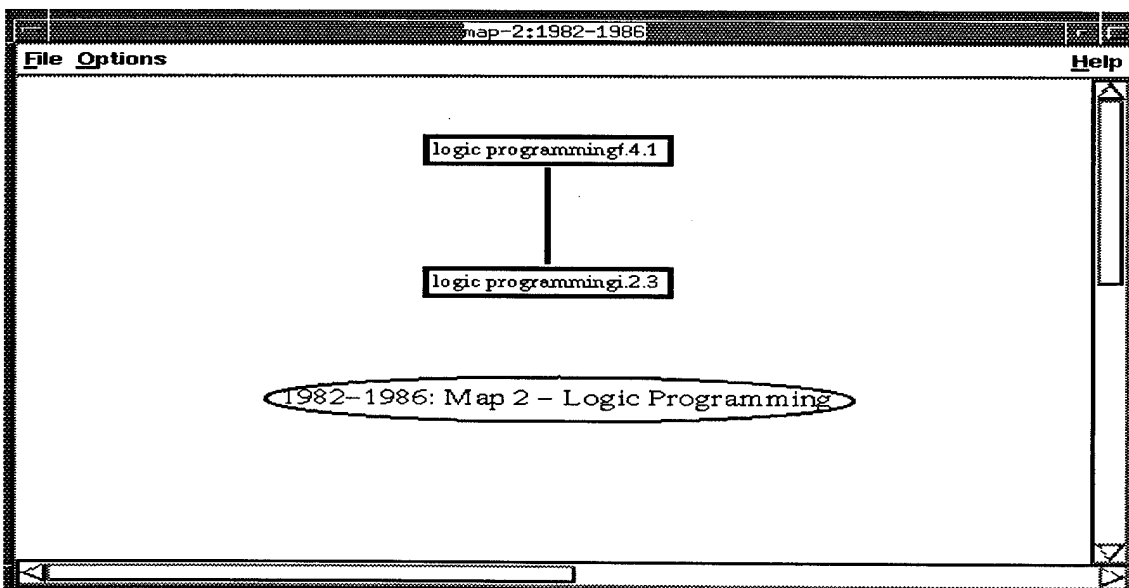 map-2:1982-1986
File Options Help
logic programmingf.4.1
logic programmingi.2.3
1982-1986: Map 2 - Logic Programming